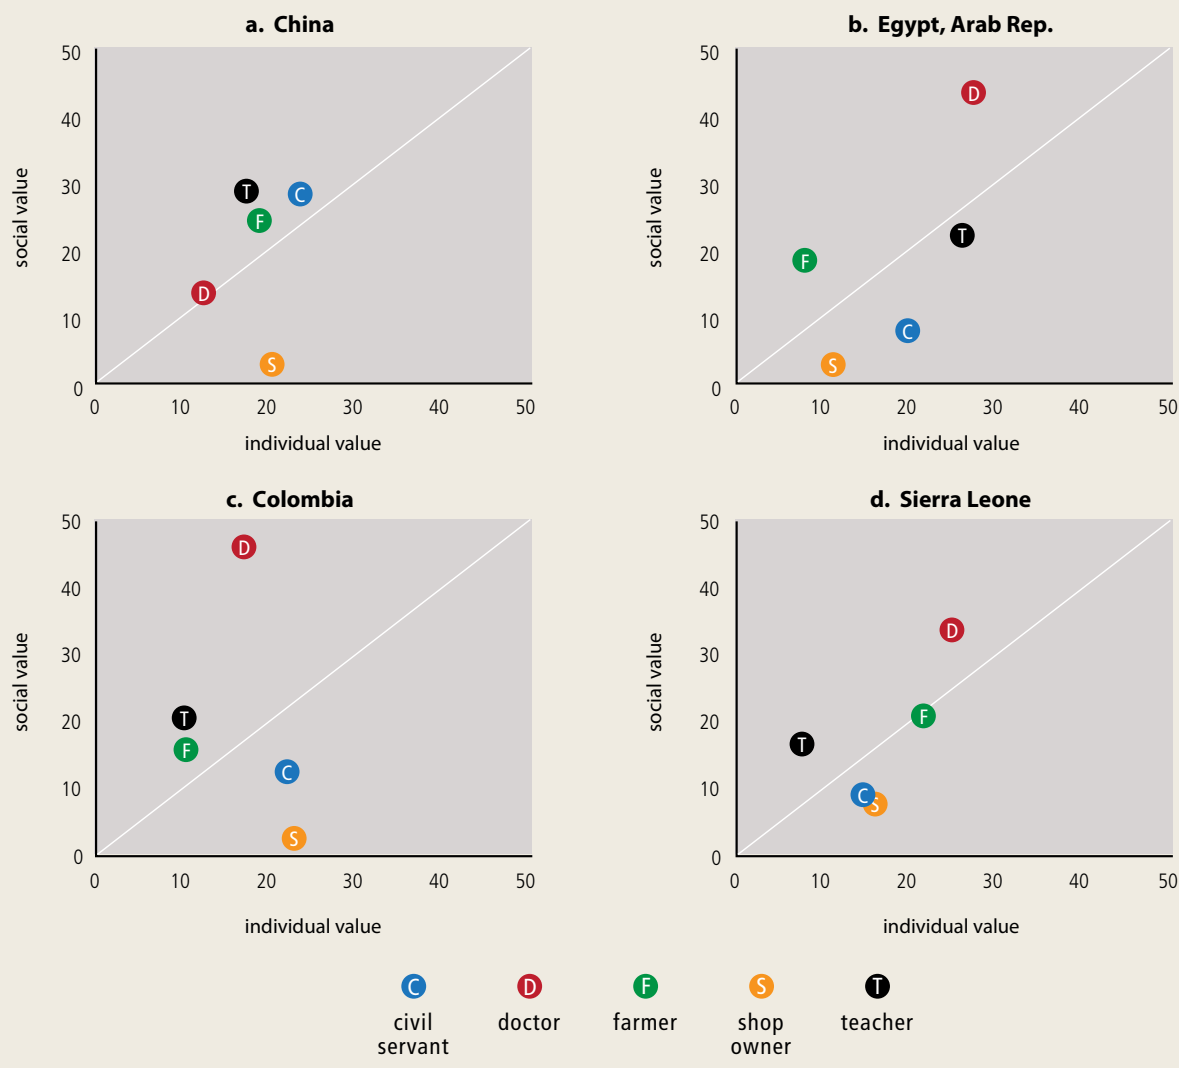 a. China
50
40
30
20
10
0
social value
T
C
F
D
S
0 10 20 30 40 50
individual value
b. Egypt, Arab Rep.
50
40
30
20
10
0
social value
D
T
F
C
S
0 10 20 30 40 50
individual value
c. Colombia
50
40
30
20
10
0
social value
D
T
F
C
S
0 10 20 30 40 50
individual value
d. Sierra Leone
50
40
30
20
10
0
social value
D
F
T
C
S
0 10 20 30 40 50
individual value
C D F S T
civil doctor farmer shop teacher
servant owner